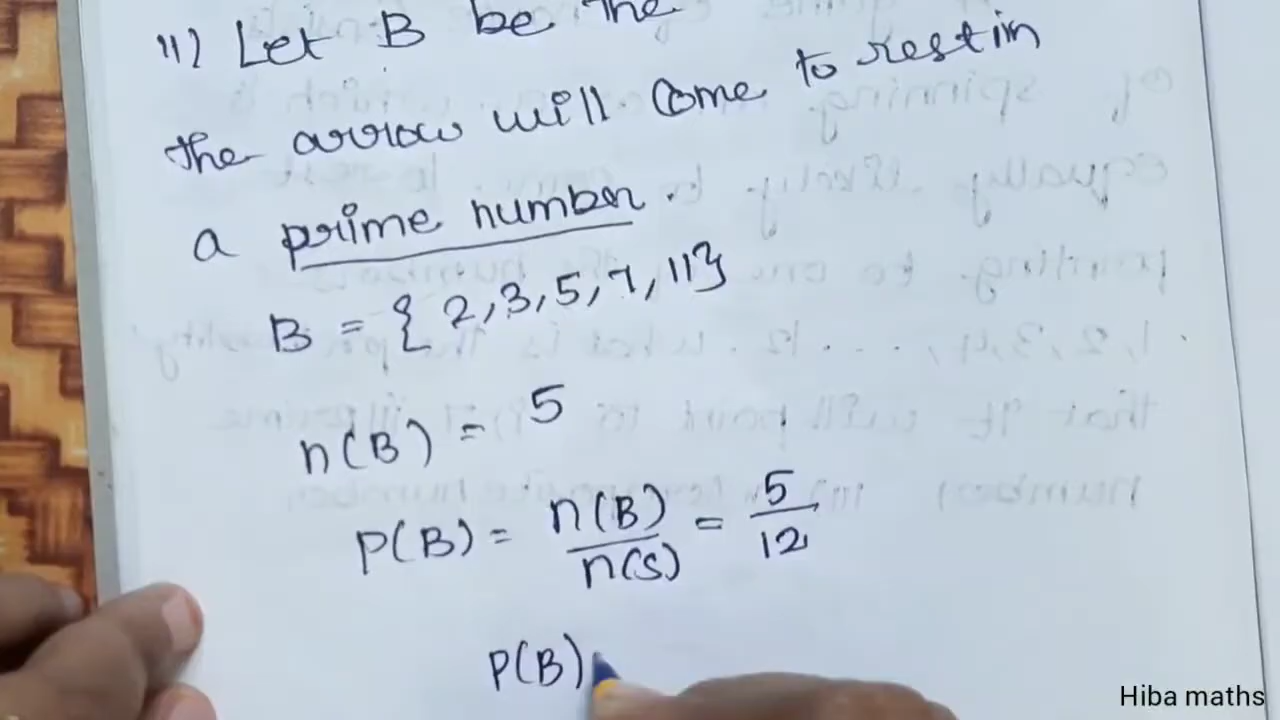 11) Let B be the
the arrow will come to rest in
a prime number.
B = { 2, 3, 5, 7, 11}
n(B) = 5
P(B) = n(B)/n(S) = 5/12
P(B)
Hiba maths